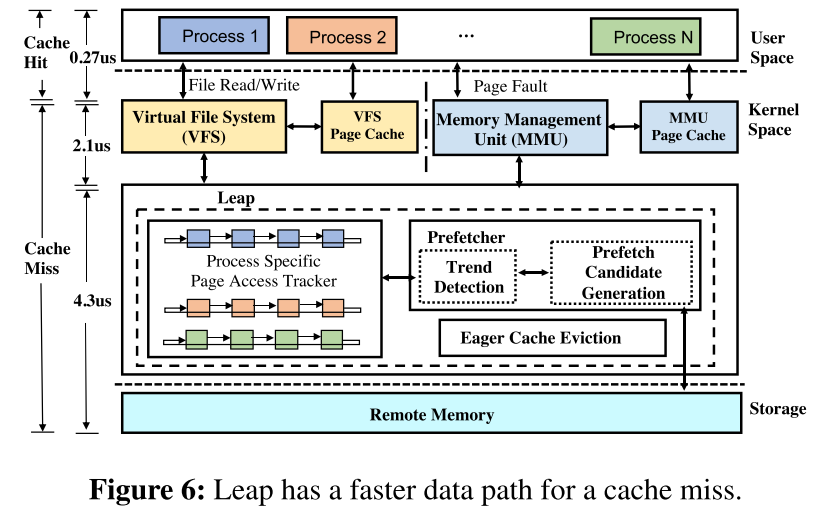 Process 1
Process 2
...
Process N
User
Space
Cache
Hit
0.27us
File Read/Write
Page Fault
Virtual File System
(VFS)
VFS
Page Cache
Memory Management
Unit (MMU)
MMU
Page Cache
Kernel
Space
2.1us
Leap
Cache
Miss
4.3us
Process Specific
Page Access Tracker
Prefetcher
Trend
Detection
Prefetch
Candidate
Generation
Eager Cache Eviction
Remote Memory
Storage
Figure 6: Leap has a faster data path for a cache miss.